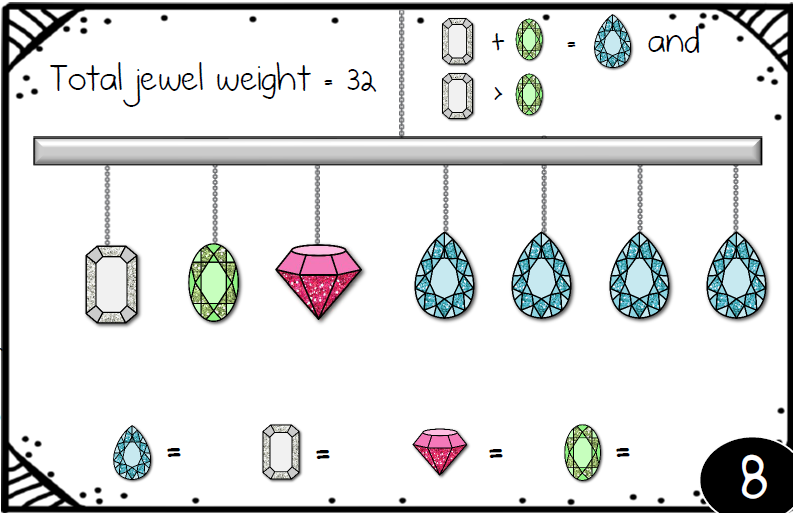 + = and
Total jewel weight = 32
>
= = = =
8